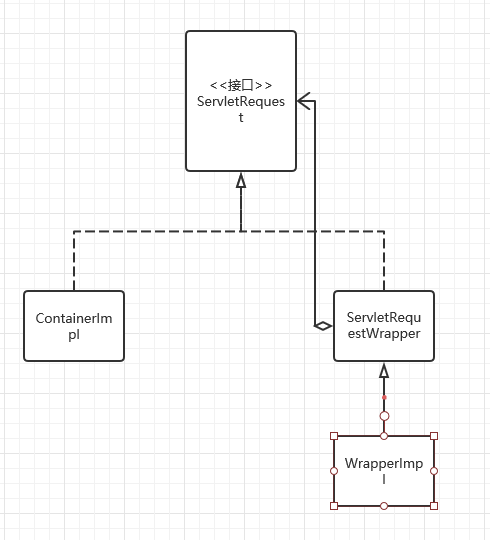 <<接口>>
ServletReques
t
ContainerIm
pl
ServletRequ
estWrapper
WrapperImp
l